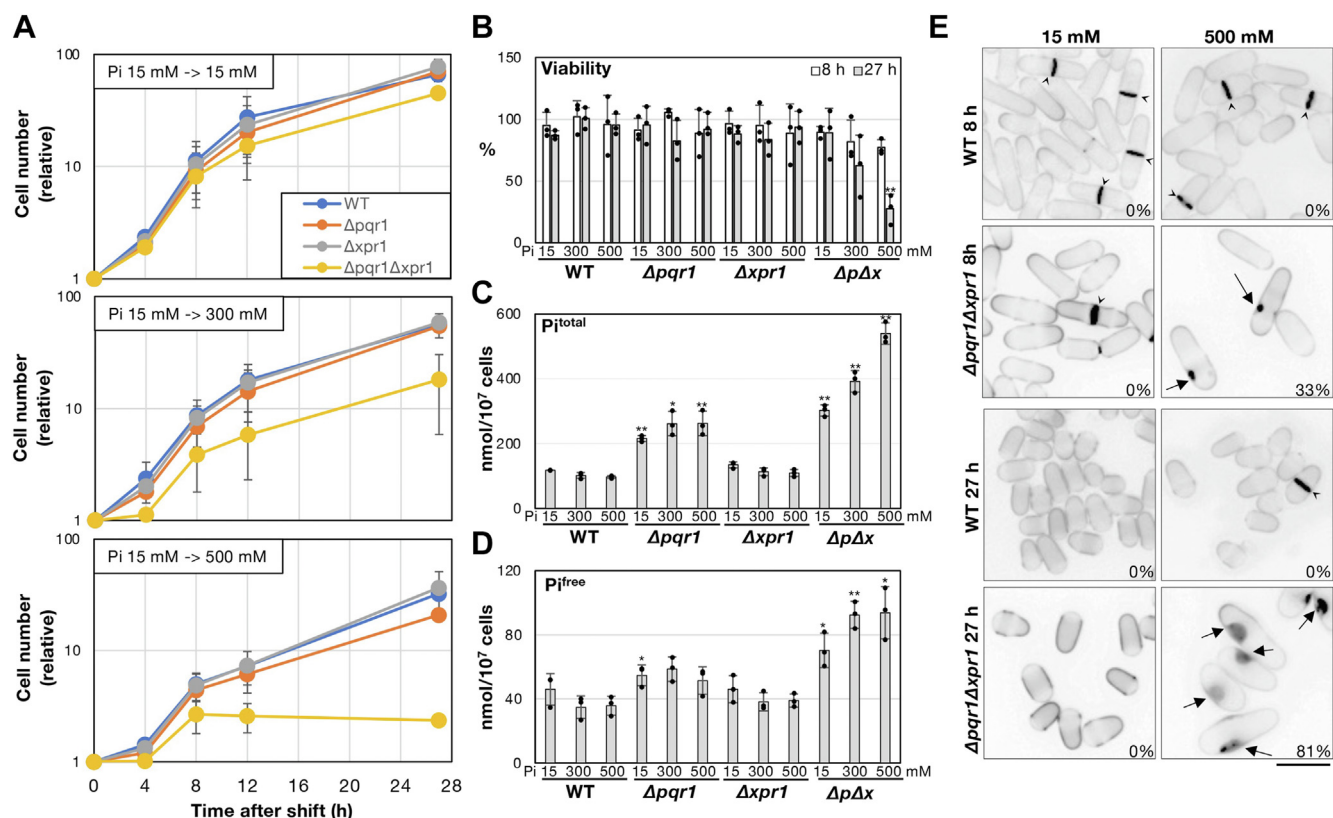 A
Pi 15 mM -> 15 mM
Cell number
(relative)
100
10
1
WT
Δpqr1
Δxpr1
Δpqr1Δxpr1
Pi 15 mM -> 300 mM
Cell number
(relative)
100
10
1
Pi 15 mM -> 500 mM
Cell number
(relative)
100
10
1
0 4 8 12 16 20 24 28
Time after shift (h)
B
Viability
8 h 27 h
%
150
100
50
0
**
Pi 15 300 500 15 300 500 15 300 500 15 300 500 mM
WT Δpqr1 Δxpr1 ΔpΔx
C
Pi total
nmol/10⁷ cells
600
400
200
0
** * ** ** ** **
Pi 15 300 500 15 300 500 15 300 500 15 300 500 mM
WT Δpqr1 Δxpr1 ΔpΔx
D
Pi free
nmol/10⁷ cells
120
80
40
0
* * ** *
Pi 15 300 500 15 300 500 15 300 500 15 300 500 mM
WT Δpqr1 Δxpr1 ΔpΔx
E
15 mM 500 mM
WT 8h
0% 0%
Δpqr1Δxpr1 8h
0% 33%
WT 27h
0% 0%
Δpqr1Δxpr1 27h
0% 81%